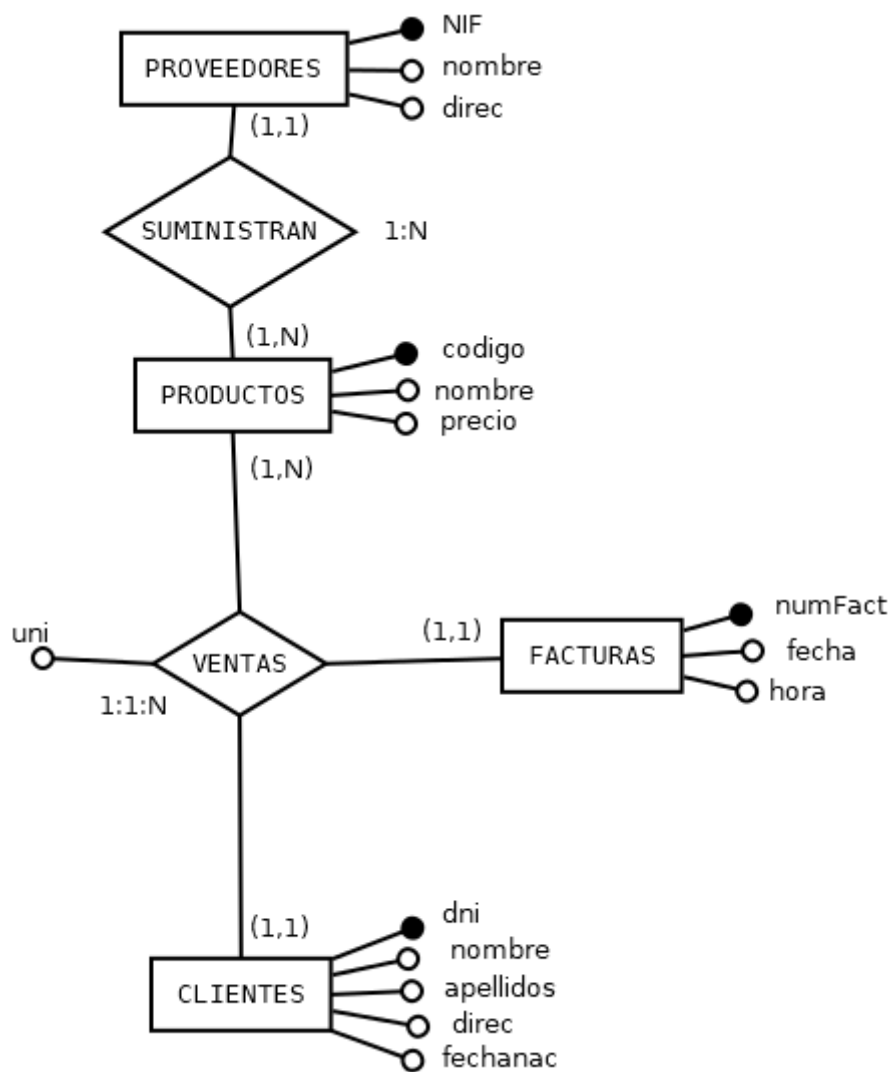 NIF
PROVEEDORES
nombre
direc
(1,1)
SUMINISTRAN
1:N
(1,N)
codigo
PRODUCTOS
nombre
precio
(1,N)
numFact
uni
(1,1)
VENTAS
FACTURAS
fecha
hora
1:1:N
dni
(1,1)
nombre
CLIENTES
apellidos
direc
fechanac